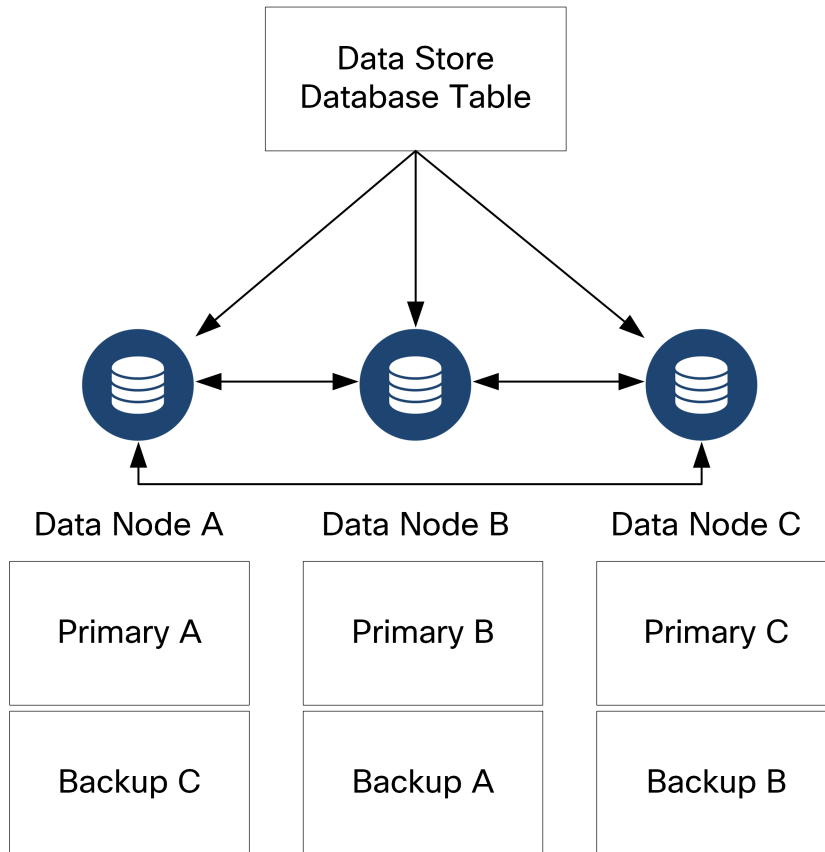 Data Store
Database Table
Data Node A
Data Node B
Data Node C
Primary A
Primary B
Primary C
Backup C
Backup A
Backup B